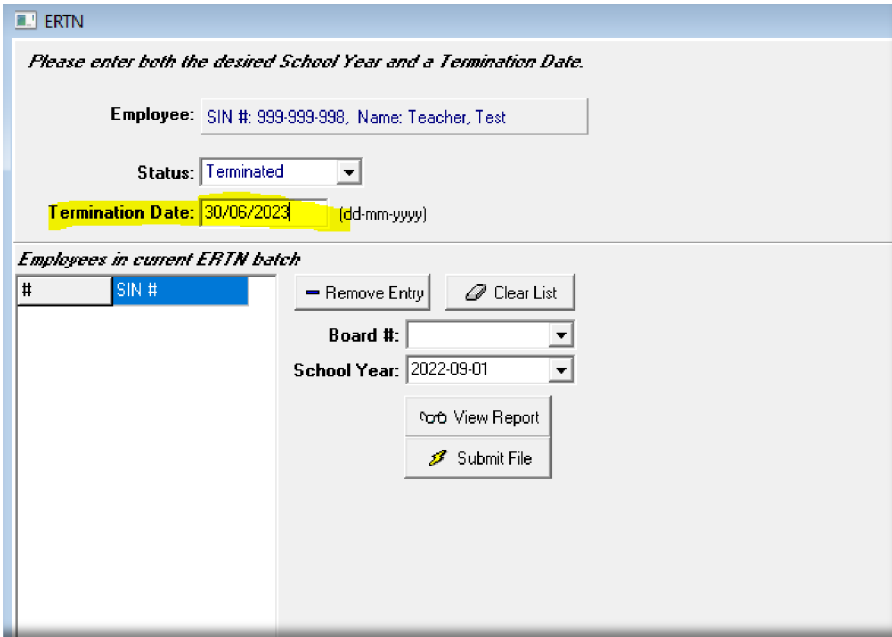 ERTN
Please enter both the desired School Year and a Termination Date.
Employee: SIN #: 999-999-998, Name: Teacher, Test
Status: Terminated
Termination Date: 30/06/2023 (dd-mm-yyyy)
Employees in current ERTN batch
# SIN #
Remove Entry Clear List
Board #:
School Year: 2022-09-01
View Report
Submit File